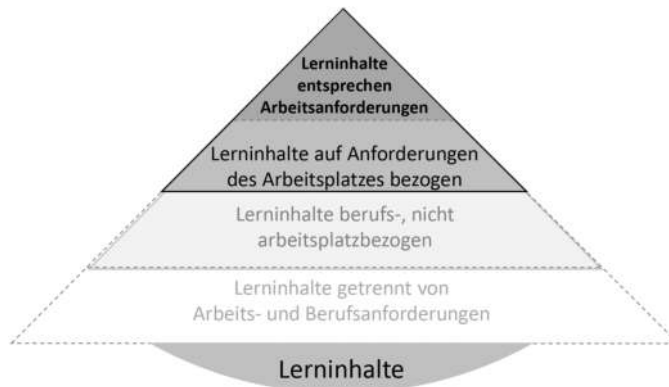 Lerninhalte
entsprechen
Arbeitsanforderungen
Lerninhalte auf Anforderungen
des Arbeitsplatzes bezogen
Lerninhalte berufs-, nicht
arbeitsplatzbezogen
Lerninhalte getrennt von
Arbeits- und Berufsanforderungen
Lerninhalte